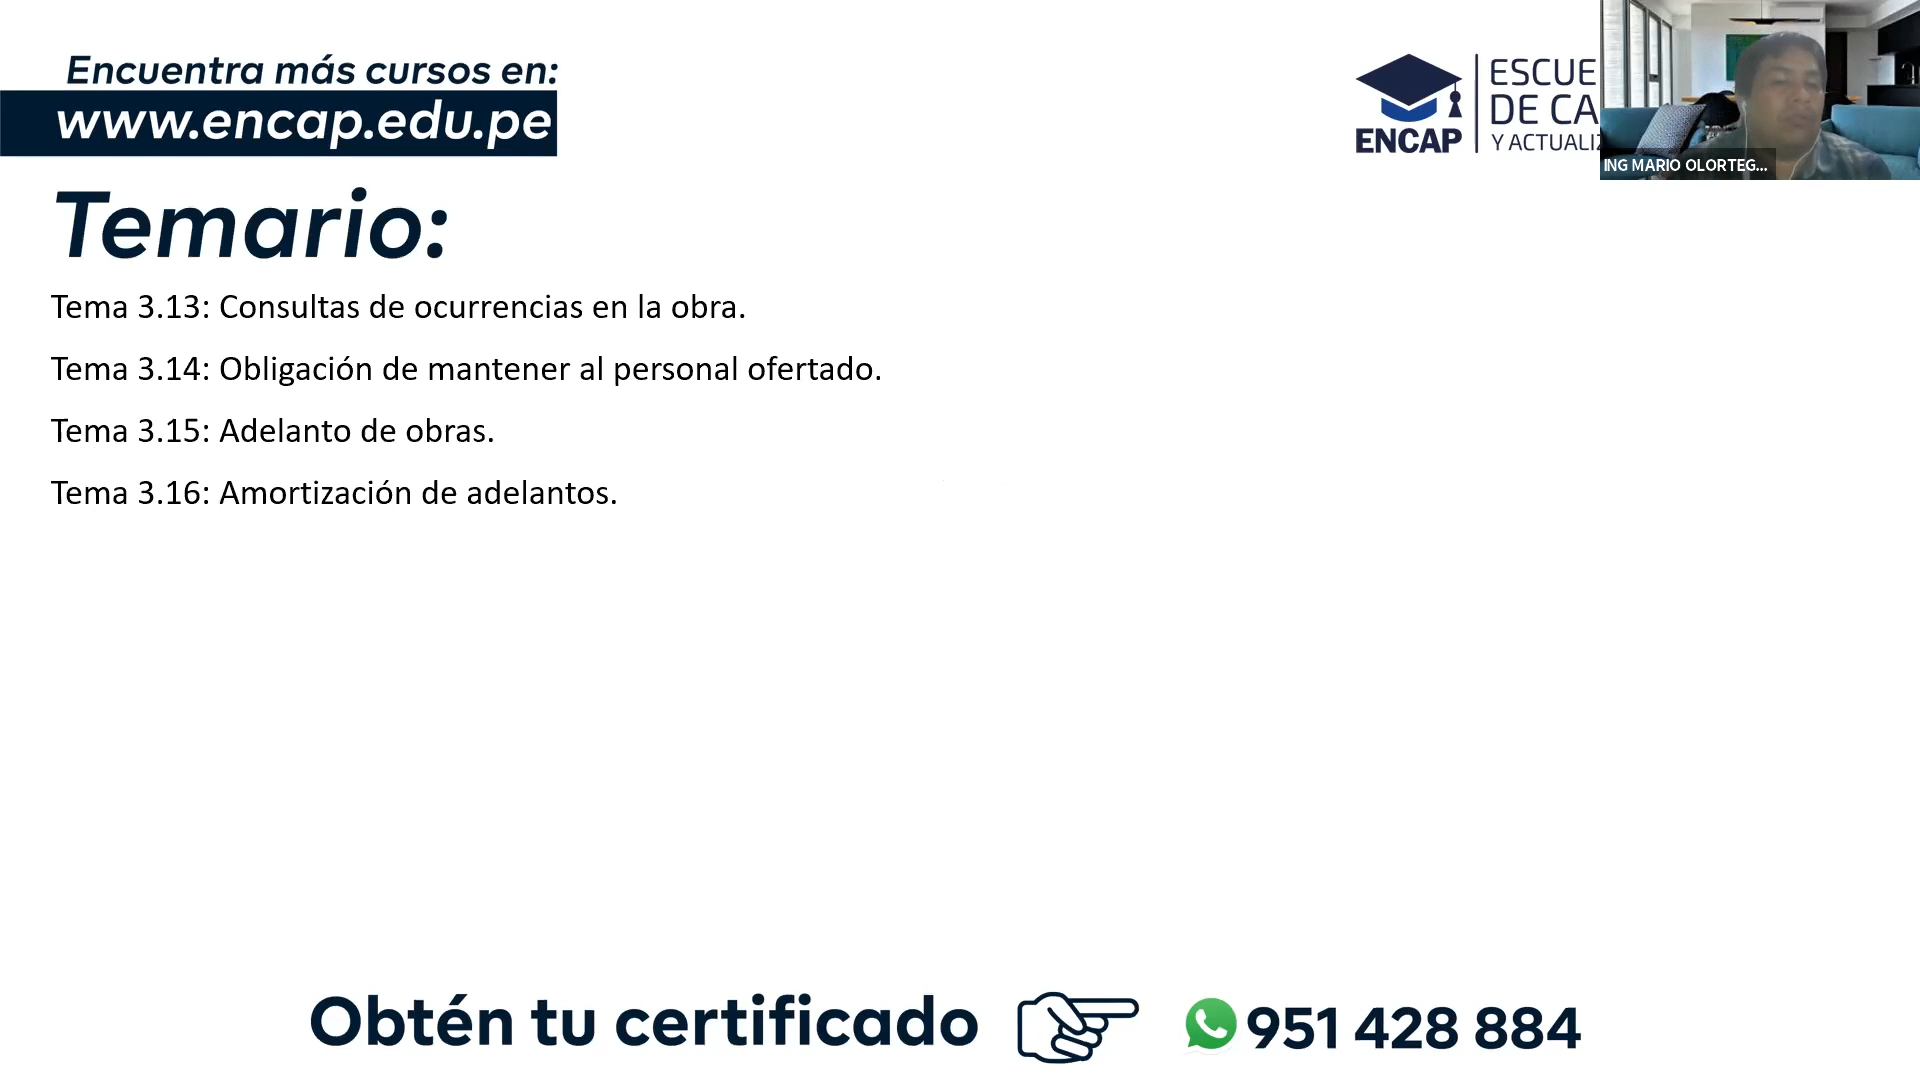 Encuentra más cursos en:
www.encap.edu.pe
ENCAP
ESCUE
DE CA
Y ACTUALIZ
ING MARIO OLORTEG...
Temario:
Tema 3.13: Consultas de ocurrencias en la obra.
Tema 3.14: Obligación de mantener al personal ofertado.
Tema 3.15: Adelanto de obras.
Tema 3.16: Amortización de adelantos.
Obtén tu certificado
951 428 884